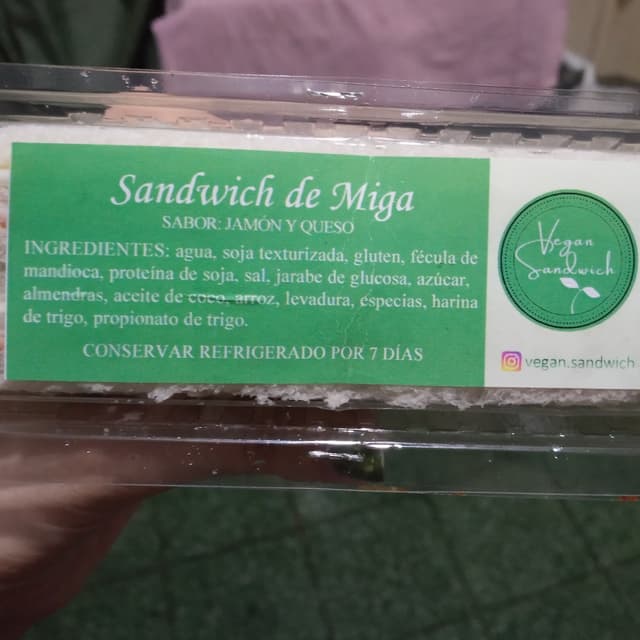 Sandwich de Miga
SABOR: JAMÓN Y QUESO
INGREDIENTES: agua, soja texturizada, gluten, fécula de
mandioca, proteína de soja, sal, jarabe de glucosa, azúcar,
almendras, aceite de coco, arroz, levadura, especias, harina
de trigo, propionato de trigo.
CONSERVAR REFRIGERADO POR 7 DÍAS
Vegan
Sandwich
vegan.sandwich